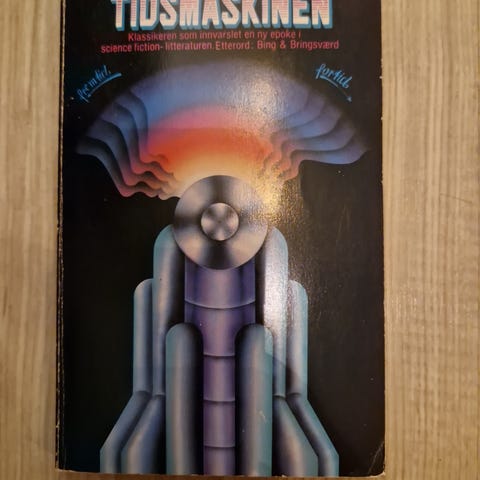 TIDSMASKINEN
Klassikeren som innvarslet en ny epoke i
science fiction-litteraturen. Etterord: Bing & Bringsværd
fremtid.
fortid.